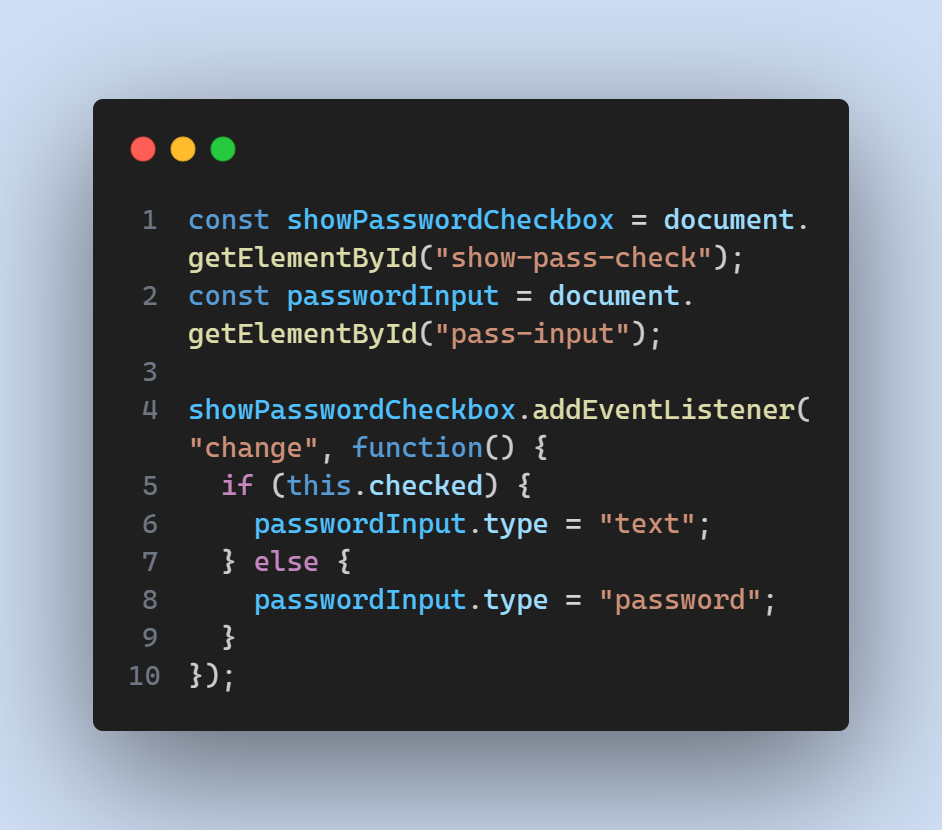 1 const showPasswordCheckbox = document.
getElementById("show-pass-check");
2 const passwordInput = document.
getElementById("pass-input");
3
4 showPasswordCheckbox.addEventListener(
"change", function() {
5   if (this.checked) {
6     passwordInput.type = "text";
7   } else {
8     passwordInput.type = "password";
9   }
10 });